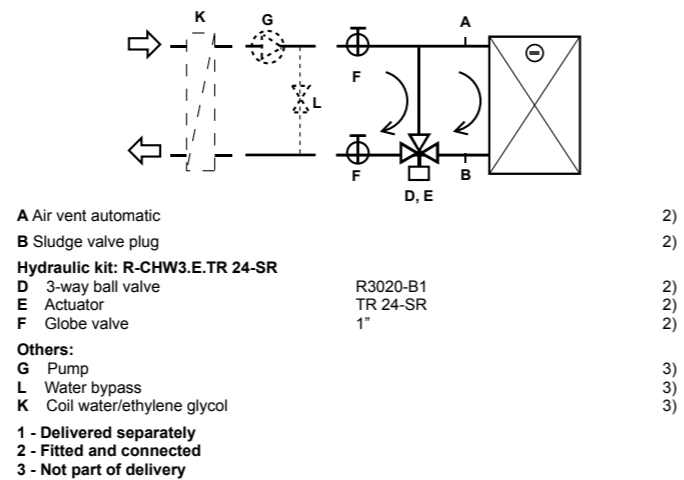 K
G
A
F
L
F
B
D, E
A Air vent automatic 2)
B Sludge valve plug 2)
Hydraulic kit: R-CHW3.E.TR 24-SR
D 3-way ball valve R3020-B1 2)
E Actuator TR 24-SR 2)
F Globe valve 1” 2)
Others:
G Pump 3)
L Water bypass 3)
K Coil water/ethylene glycol 3)
1 - Delivered separately
2 - Fitted and connected
3 - Not part of delivery